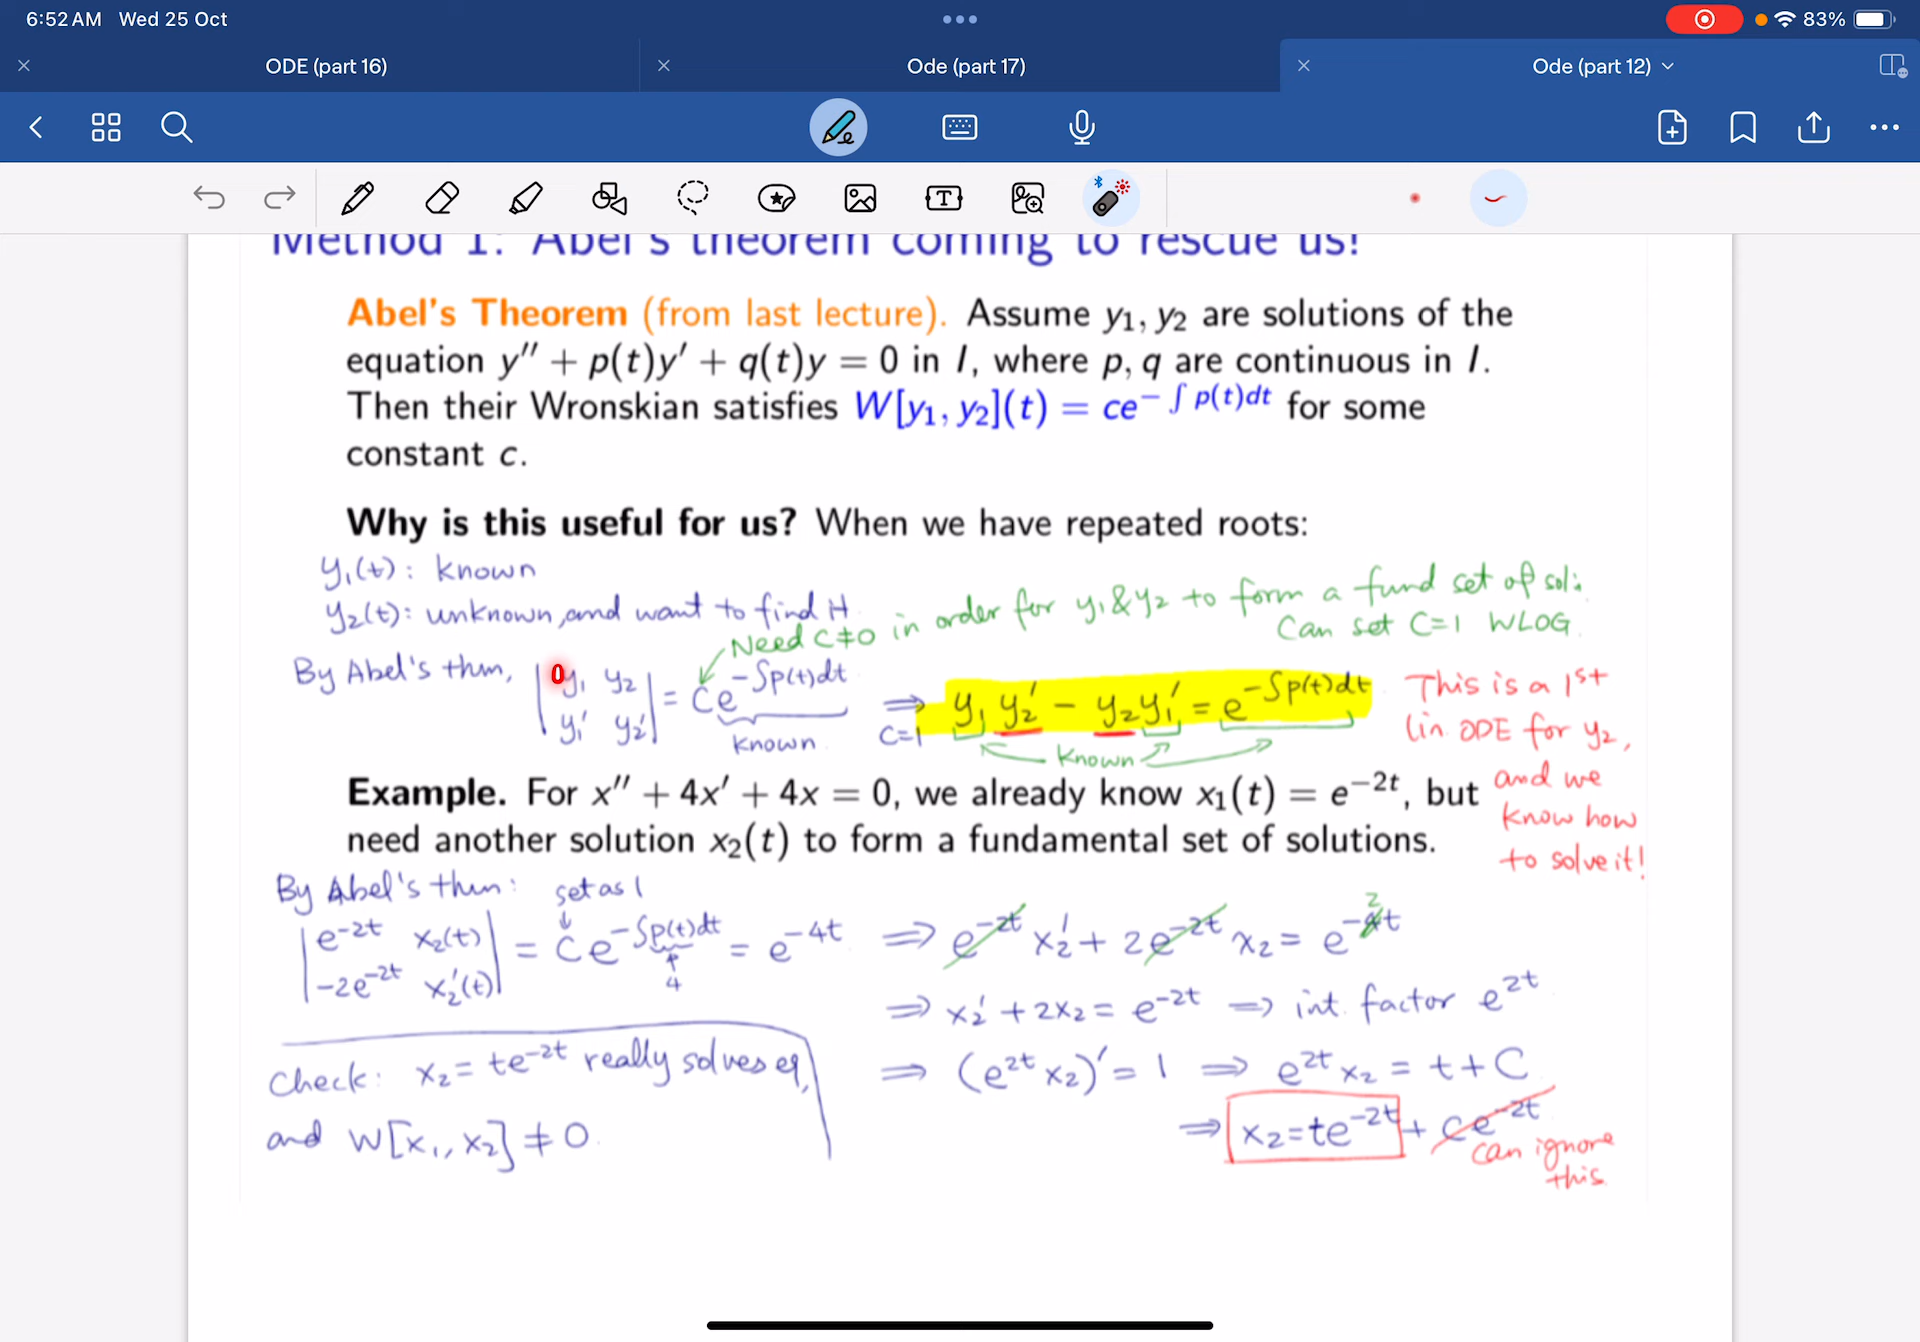 6:52 AM Wed 25 Oct
83%
ODE (part 16)
Ode (part 17)
Ode (part 12)
Method 1: Abel's theorem coming to rescue us!
Abel's Theorem (from last lecture). Assume y₁, y₂ are solutions of the
equation y″ + p(t)y′ + q(t)y = 0 in I, where p, q are continuous in I.
Then their Wronskian satisfies W[y₁, y₂](t) = ce^{− ∫ p(t)dt} for some
constant c.
Why is this useful for us? When we have repeated roots:
y₁(t): known
y₂(t): unknown, and want to find it
Need C≠0 in order for y₁ & y₂ to form a fund set of sol:
Can set C=1 WLOG.
By Abel's thm, | y₁ y₂ |
| y₁′ y₂′ | = Ce^{−∫p(t)dt}
known
⟹
C=1
y₁ y₂′ − y₂ y₁′ = e^{−∫p(t)dt}
known
This is a 1st
lin ODE for y₂,
and we
know how
to solve it!
Example. For x″ + 4x′ + 4x = 0, we already know x₁(t) = e^{−2t}, but
need another solution x₂(t) to form a fundamental set of solutions.
By Abel's thm: set as 1
| e^{−2t} x₂(t) |
| −2e^{−2t} x₂′(t) | = Ce^{−∫p(t)dt} = e^{−4t}
4
⟹ e^{−2t} x₂′ + 2e^{−2t} x₂ = e^{−4t}
2
⟹ x₂′ + 2x₂ = e^{−2t} ⟹ int. factor e^{2t}
⟹ (e^{2t} x₂)′ = 1 ⟹ e^{2t} x₂ = t + C
⟹ x₂ = te^{−2t} + Ce^{−2t}
can ignore
this
Check: x₂ = te^{−2t} really solves eq,
and W[x₁, x₂] ≠ 0.